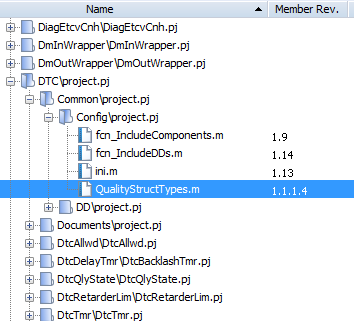 Name Member Rev.
DiagEtcvCnh\DiagEtcvCnh.pj
DmInWrapper\DmInWrapper.pj
DmOutWrapper\DmOutWrapper.pj
DTC\project.pj
Common\project.pj
Config\project.pj
fcn_IncludeComponents.m 1.9
fcn_IncludeDDs.m 1.14
ini.m 1.13
QualityStructTypes.m 1.1.1.4
DD\project.pj
Documents\project.pj
DtcAllwd\DtcAllwd.pj
DtcDelayTmr\DtcBacklashTmr.pj
DtcQlyState\DtcQlyState.pj
DtcRetarderLim\DtcRetarderLim.pj
DtcTmr\DtcTmr.pj